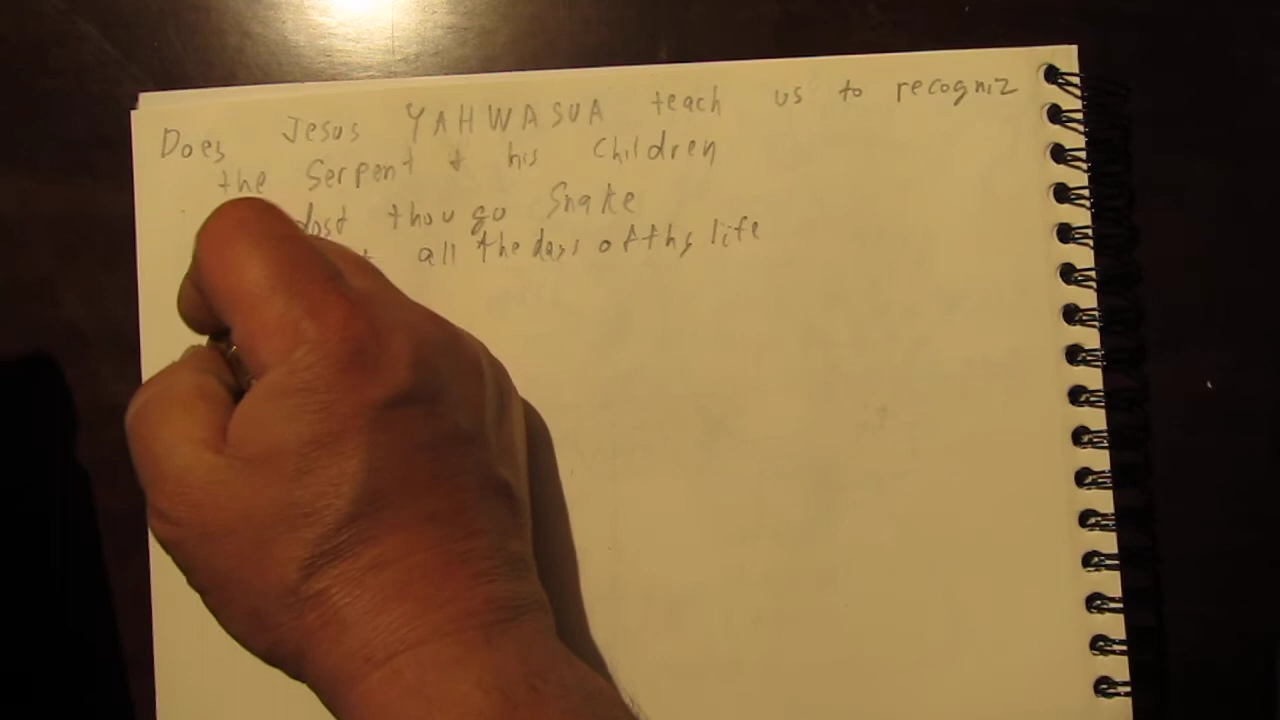 Does Jesus YAHWASUA teach us to recogniz
the Serpent + his children
dost thou go Snake
all the days of thy life